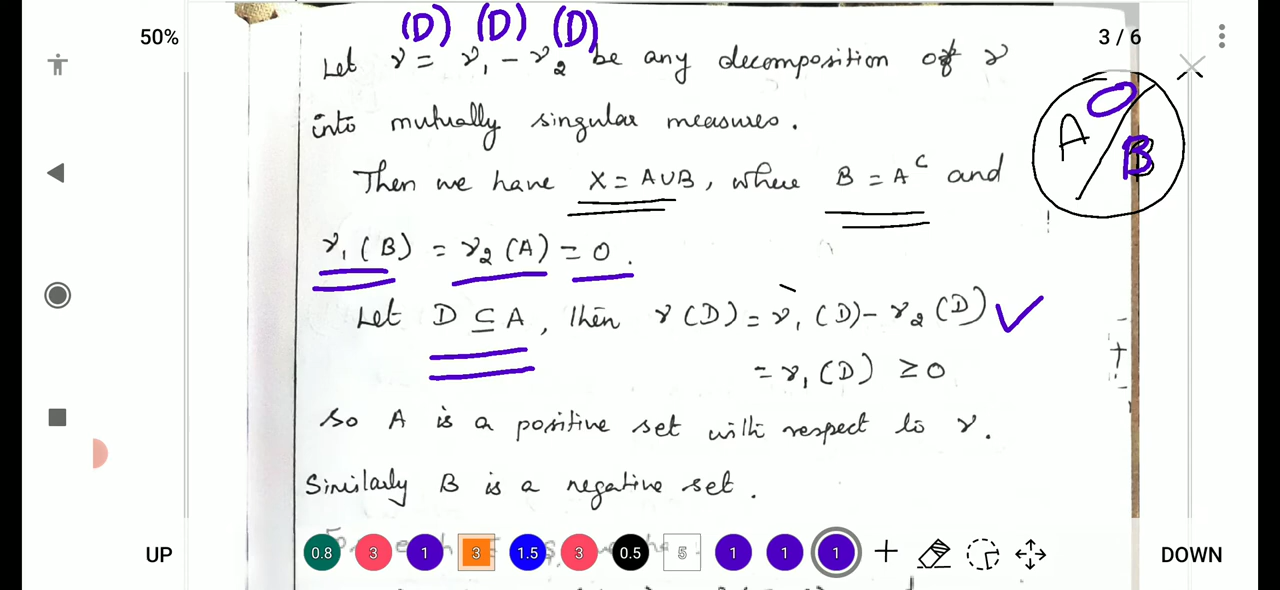 50%
3 / 6
(D) (D) (D)
Let ν = ν₁ - ν₂ be any decomposition of ν
into mutually singular measures.
Then we have X = A∪B, where B = Aᶜ and
A B
ν₁(B) = ν₂(A) = 0.
Let D ⊆ A, then ν(D) = ν₁(D) - ν₂(D)
= ν₁(D) ≥ 0
So A is a positive set with respect to ν.
Similarly B is a negative set.
UP
0.8 3 1 3 1.5 3 0.5 5 1 1 1
DOWN